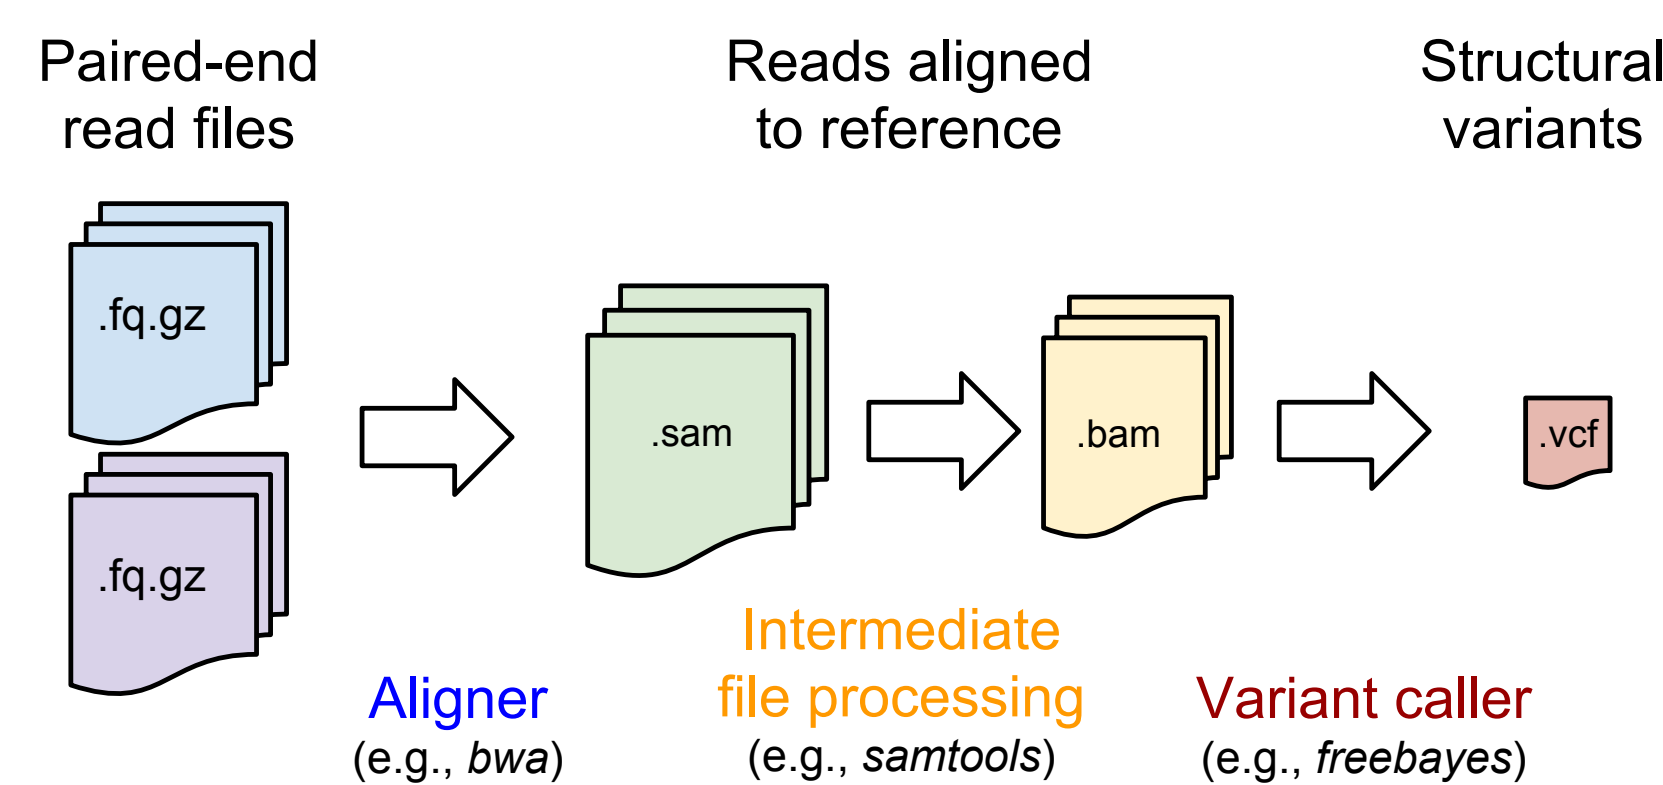 Paired-end
read files
Reads aligned
to reference
Structural
variants
.fq.gz
.fq.gz
.sam
.bam
.vcf
Aligner
(e.g., bwa)
Intermediate
file processing
(e.g., samtools)
Variant caller
(e.g., freebayes)